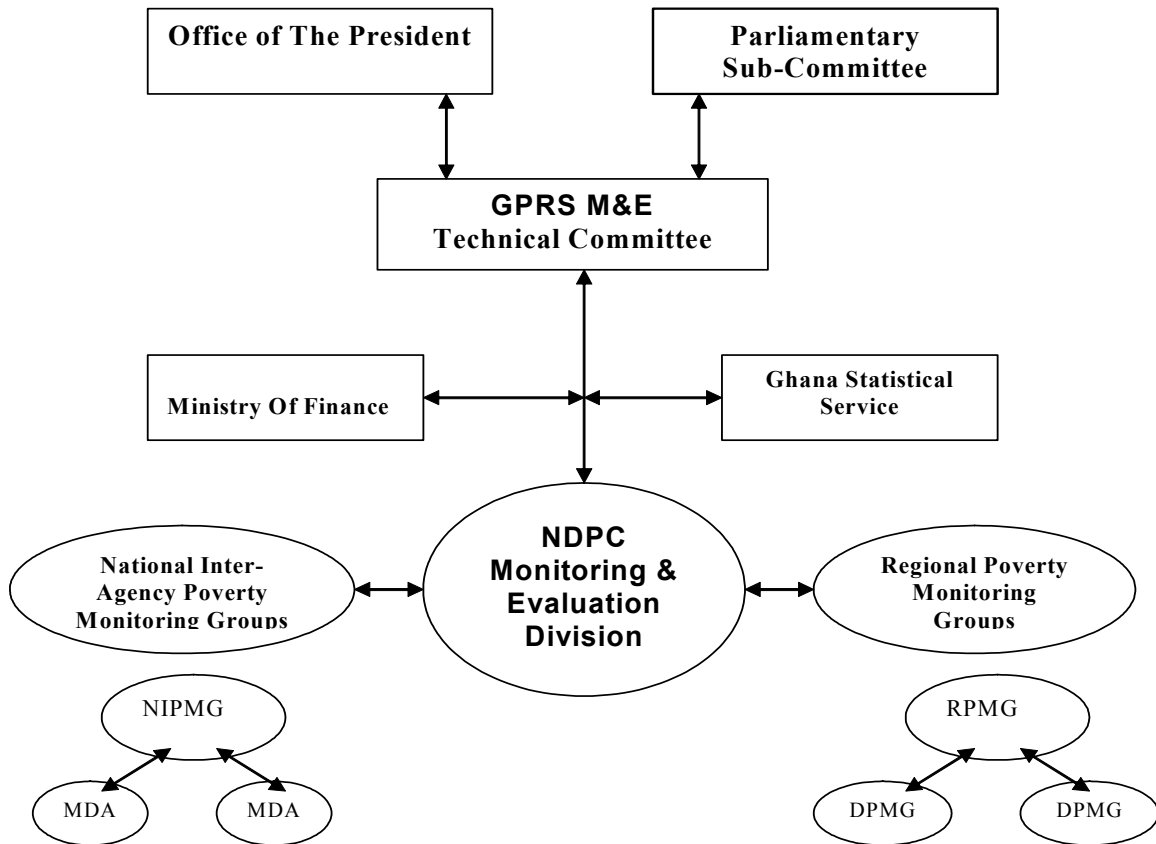 Office of The President
Parliamentary
Sub-Committee
GPRS M&E
Technical Committee
Ministry Of Finance
Ghana Statistical
Service
National Inter-
Agency Poverty
Monitoring Groups
NDPC
Monitoring &
Evaluation
Division
Regional Poverty
Monitoring
Groups
NIPMG
MDA
MDA
RPMG
DPMG
DPMG